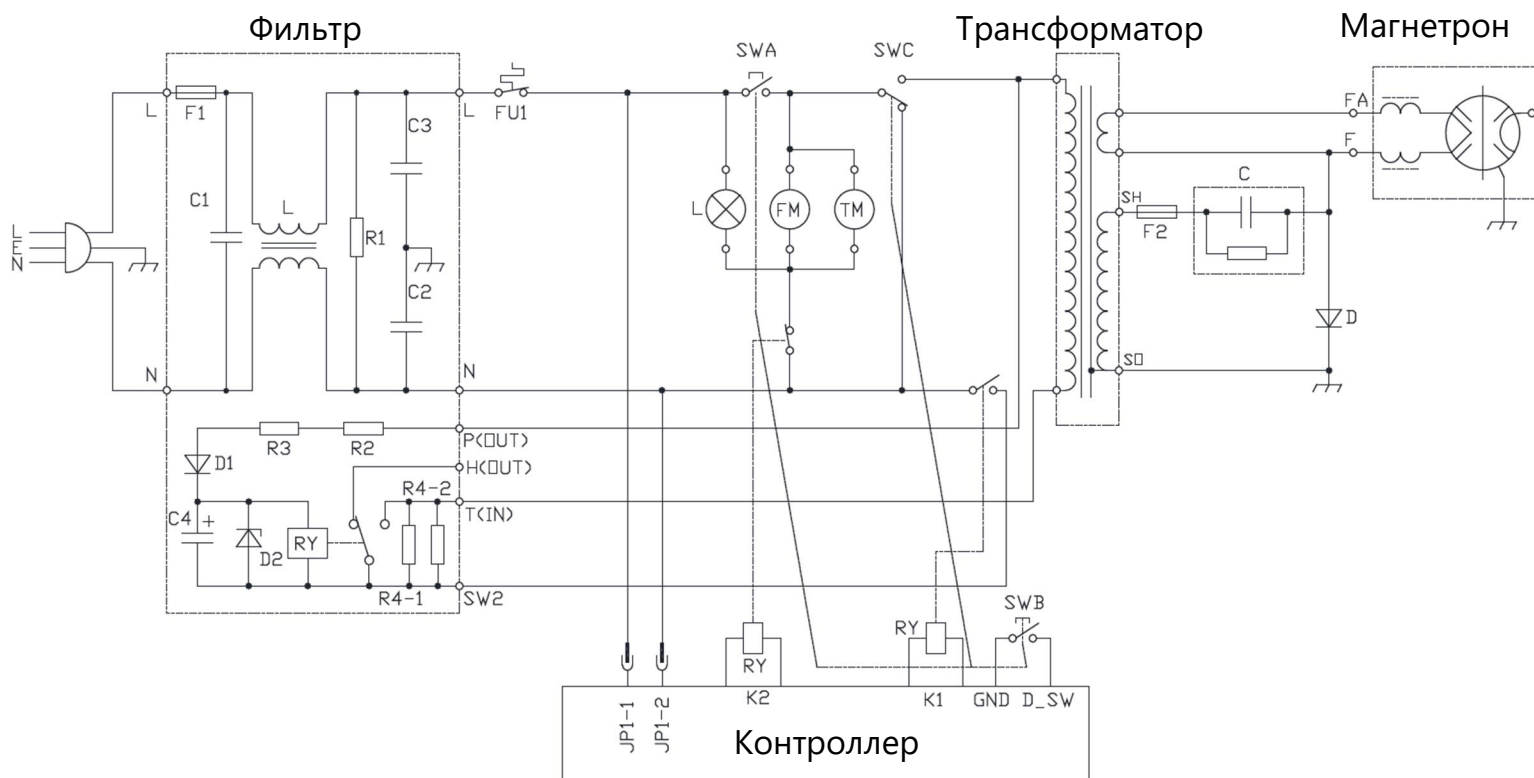 Фильтр
Трансформатор
Магнетрон
SWA
SWC
L
F1
L
FU1
C3
FA
F
C1
L
R1
L
FM
TM
SH
F2
C
L
E
N
C2
D
N
N
SO
P(OUT)
R3
R2
D1
H(OUT)
R4-2
T(IN)
C4
+
D2
RY
R4-1
SW2
SWB
RY
RY
K2
K1
GND
D_SW
JP1-1
JP1-2
Контроллер